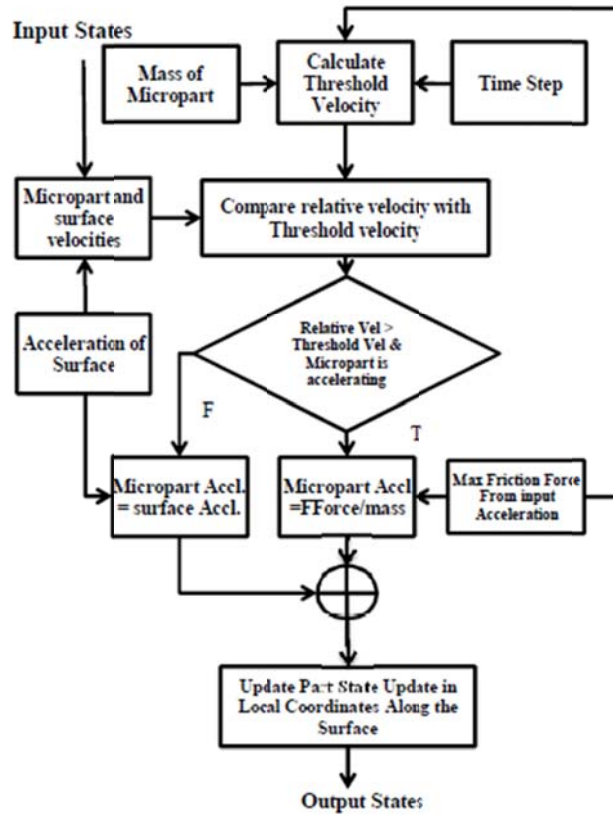 Input States
Mass of
Micropart
Calculate
Threshold
Velocity
Time Step
Micropart and
surface
velocities
Compare relative velocity with
Threshold velocity
Acceleration of
Surface
Relative Vel >
Threshold Vel &
Micropart is
accelerating
F
T
Micropart Accl.
= surface Accl.
Micropart Accl
=FForce/mass
Max Friction Force
From input
Acceleration
Update Part State Update in
Local Coordinates Along the
Surface
Output States